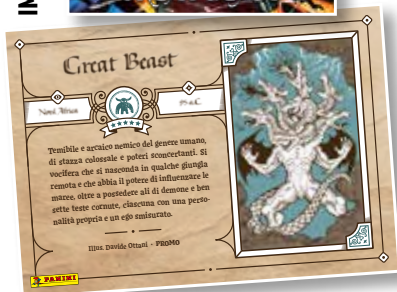 Great Beast
Nord Africa
Temibile e arcaico nemico del genere umano,
di stazza colossale e poteri sconcertanti. Si
vocifera che si nasconda in qualche giungla
remota e che abbia il potere di influenzare le
maree, oltre a possedere ali di demone e ben
sette teste cornute, ciascuna con una perso-
nalità propria e un ego smisurato.
Illus. Davide Ottuni - PROMO
PANINI